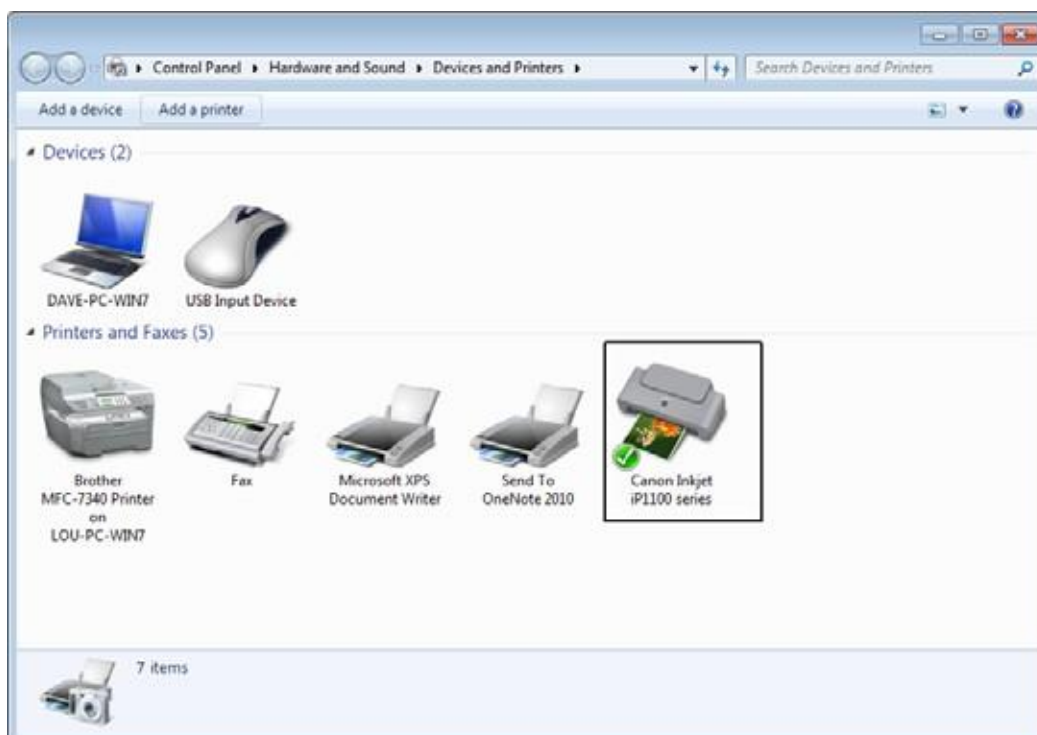 Control Panel Hardware and Sound Devices and Printers Search Devices and Printers
Add a device Add a printer
Devices (2)
DAVE-PC-WIN7 USB Input Device
Printers and Faxes (5)
Brother Fax Microsoft XPS Send To Canon Inkjet
MFC-7340 Printer Document Writer OneNote 2010 iP1100 series
on
LOU-PC-WIN7
7 items